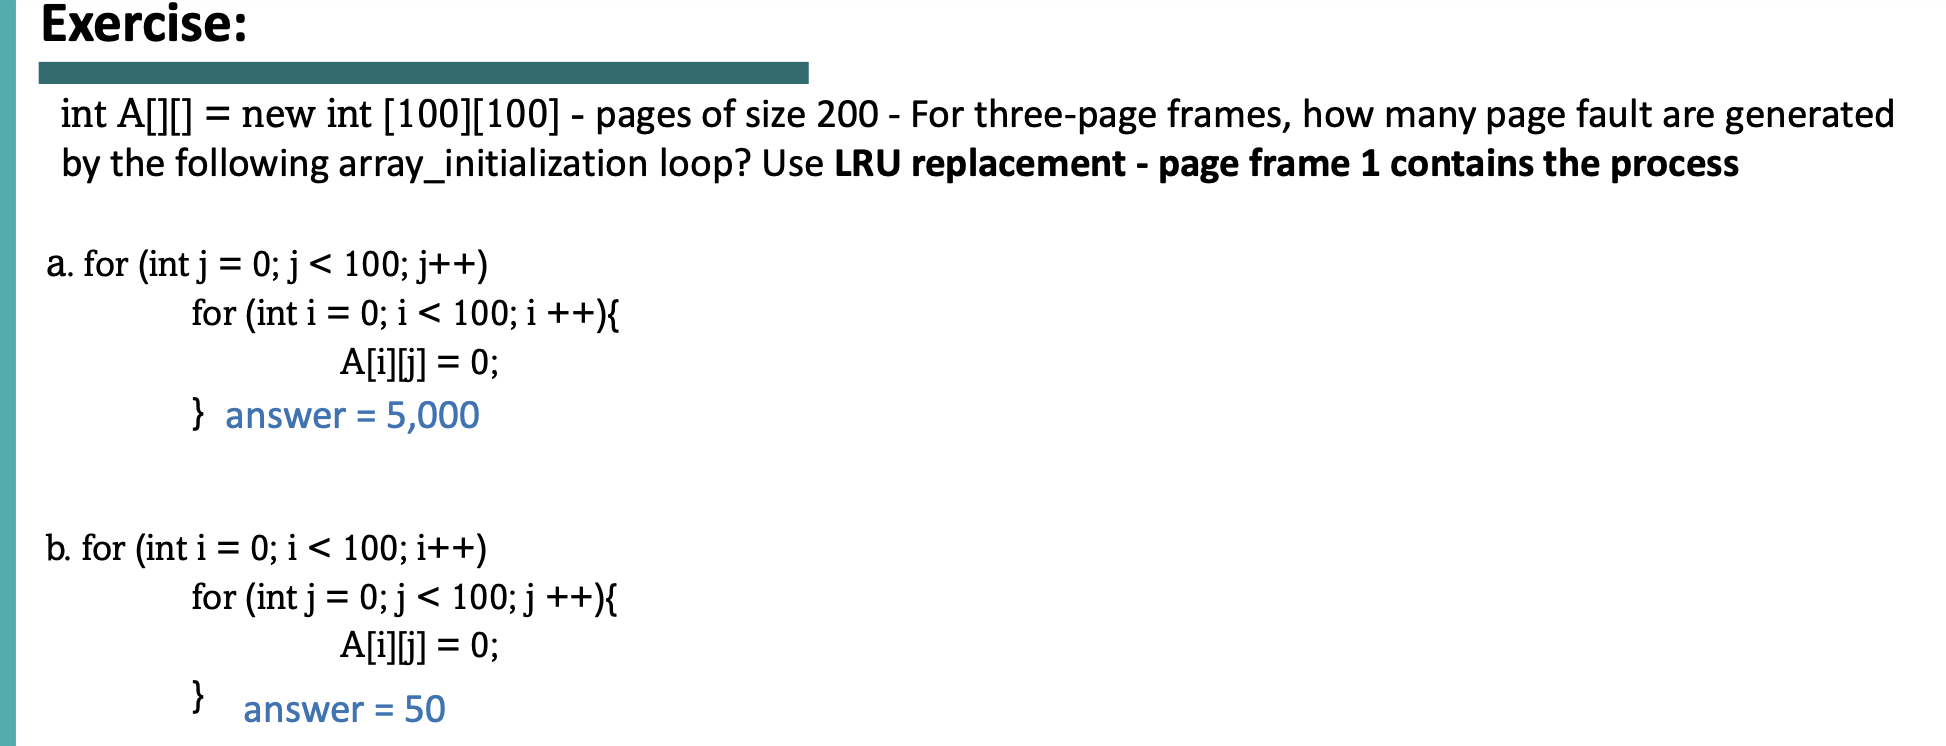 Exercise:
int A[][] = new int [100][100] - pages of size 200 - For three-page frames, how many page fault are generated
by the following array_initialization loop? Use LRU replacement - page frame 1 contains the process
a. for (int j = 0; j < 100; j++)
for (int i = 0; i < 100; i ++){
A[i][j] = 0;
} answer = 5,000
b. for (int i = 0; i < 100; i++)
for (int j = 0; j < 100; j ++){
A[i][j] = 0;
} answer = 50